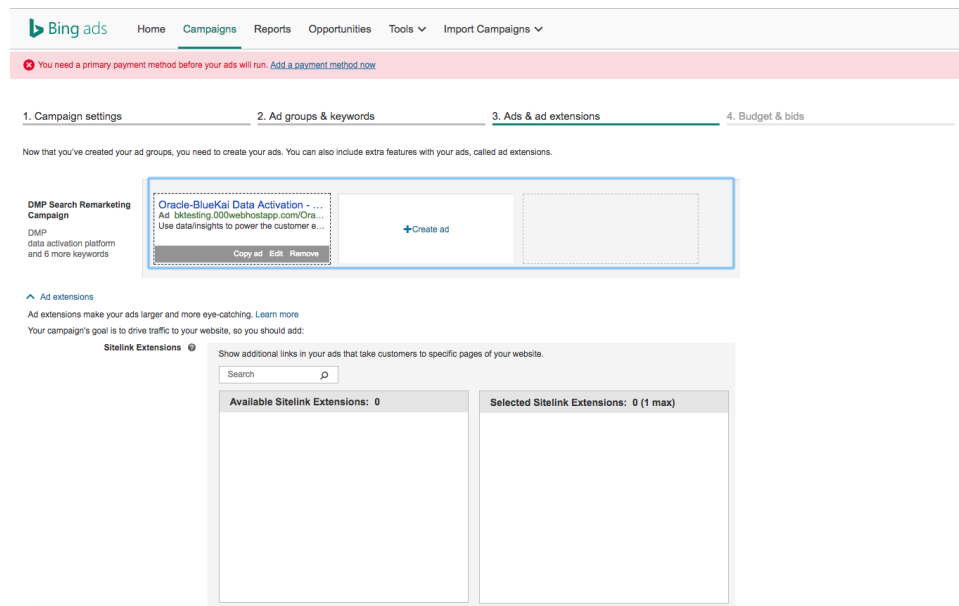 Bing ads Home Campaigns Reports Opportunities Tools Import Campaigns
You need a primary payment method before your ads will run. Add a payment method now
1. Campaign settings 2. Ad groups & keywords 3. Ads & ad extensions 4. Budget & bids
Now that you've created your ad groups, you need to create your ads. You can also include extra features with your ads, called ad extensions.
DMP Search Remarketing
Campaign
DMP
data activation platform
and 6 more keywords
Oracle-BlueKai Data Activation - ...
Ad bktesting.000webhostapp.com/Ora...
Use data/insights to power the customer e...
Copy ad Edit Remove
+Create ad
Ad extensions
Ad extensions make your ads larger and more eye-catching. Learn more
Your campaign's goal is to drive traffic to your website, so you should add:
Sitelink Extensions ?
Show additional links in your ads that take customers to specific pages of your website.
Search
Available Sitelink Extensions: 0
Selected Sitelink Extensions: 0 (1 max)